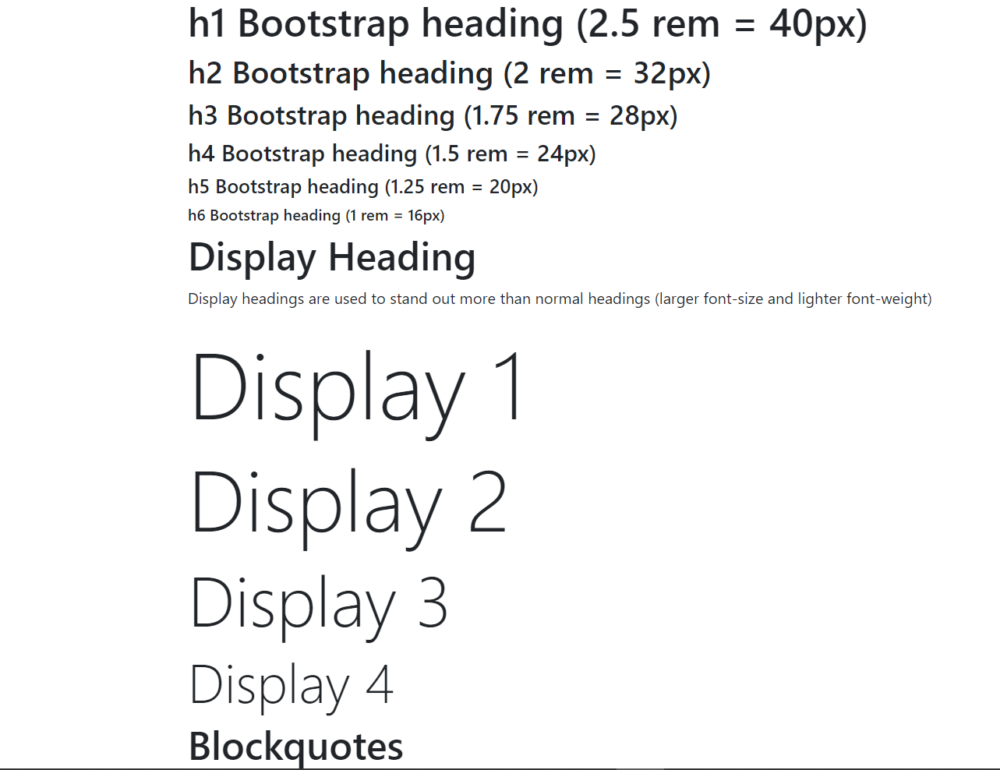 h1 Bootstrap heading (2.5 rem = 40px)
h2 Bootstrap heading (2 rem = 32px)
h3 Bootstrap heading (1.75 rem = 28px)
h4 Bootstrap heading (1.5 rem = 24px)
h5 Bootstrap heading (1.25 rem = 20px)
h6 Bootstrap heading (1 rem = 16px)
Display Heading
Display headings are used to stand out more than normal headings (larger font-size and lighter font-weight)
Display 1
Display 2
Display 3
Display 4
Blockquotes